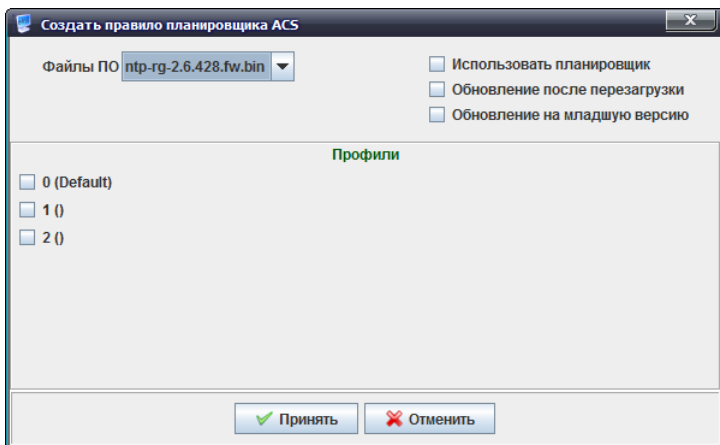 Создать правило планировщика ACS
Файлы ПО ntp-rg-2.6.428.fw.bin
Использовать планировщик
Обновление после перезагрузки
Обновление на младшую версию
Профили
0 (Default)
1 ()
2 ()
Принять Отменить